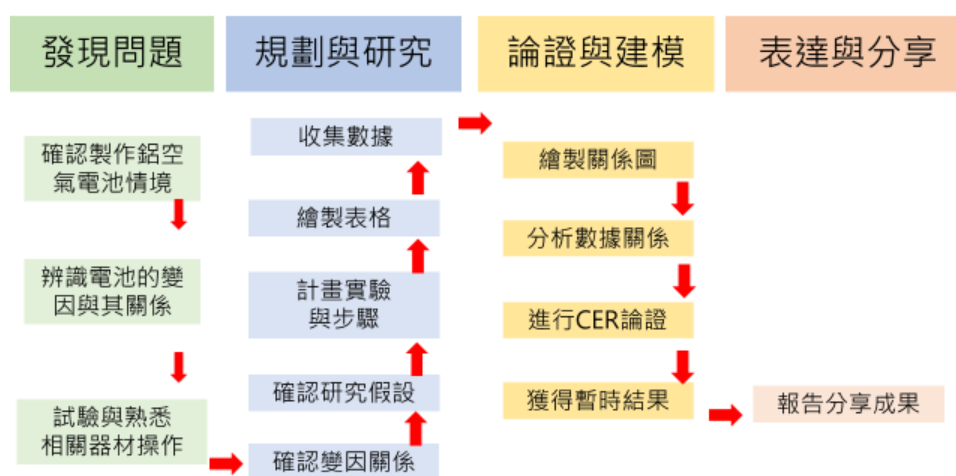 發現問題
規劃與研究
論證與建模
表達與分享
確認製作鋁空
氣電池情境
辨識電池的變
因與其關係
試驗與熟悉
相關器材操作
收集數據
繪製表格
計畫實驗
與步驟
確認研究假設
確認變因關係
繪製關係圖
分析數據關係
進行CER論證
獲得暫時結果
報告分享成果